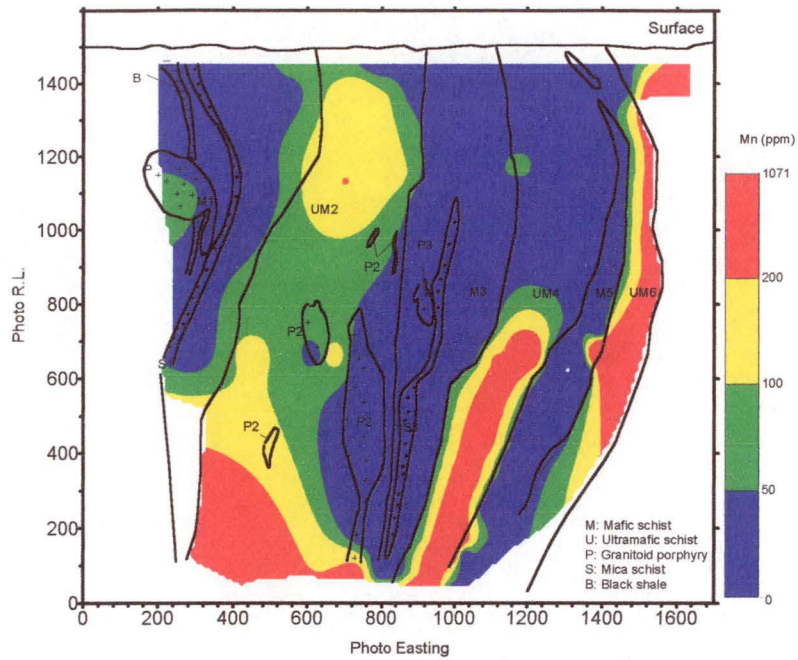 Surface
1400
1200
1000
800
600
400
200
0
Photo R.L.
0 200 400 600 800 1000 1200 1400 1600
Photo Easting
B
P
M1
S
UM2
P2
P2
P2
P2
P3
M3
UM4
M5
UM6
Mn (ppm)
1071
200
100
50
0
M: Mafic schist
U: Ultramafic schist
P: Granitoid porphyry
S: Mica schist
B: Black shale